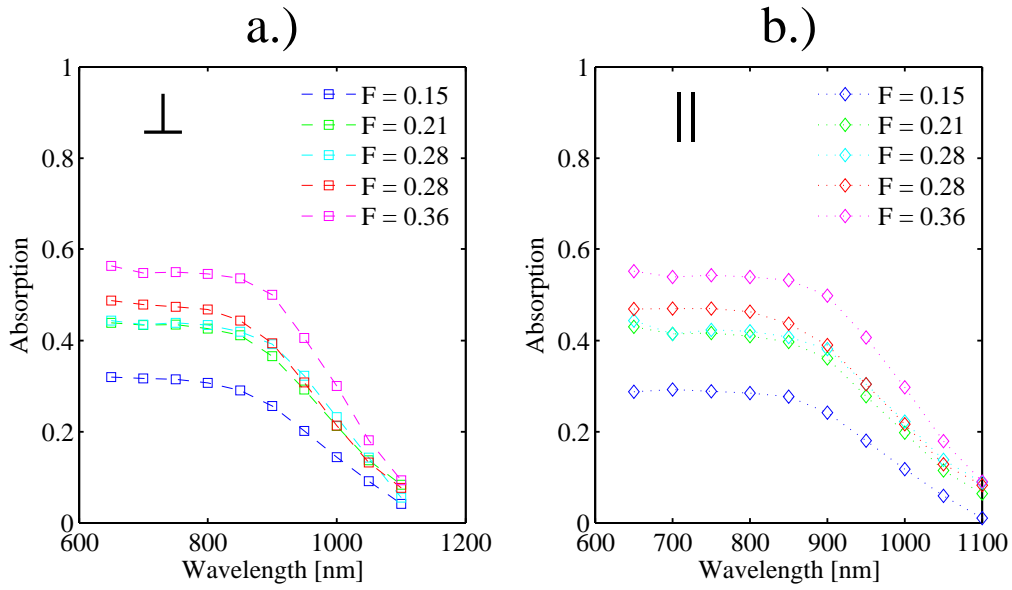 a.)
1
0.8
0.6
0.4
0.2
0
Absorption
⊥
F = 0.15
F = 0.21
F = 0.28
F = 0.28
F = 0.36
600
800
1000
1200
Wavelength [nm]
b.)
1
0.8
0.6
0.4
0.2
0
Absorption
||
F = 0.15
F = 0.21
F = 0.28
F = 0.28
F = 0.36
600
700
800
900
1000
1100
Wavelength [nm]